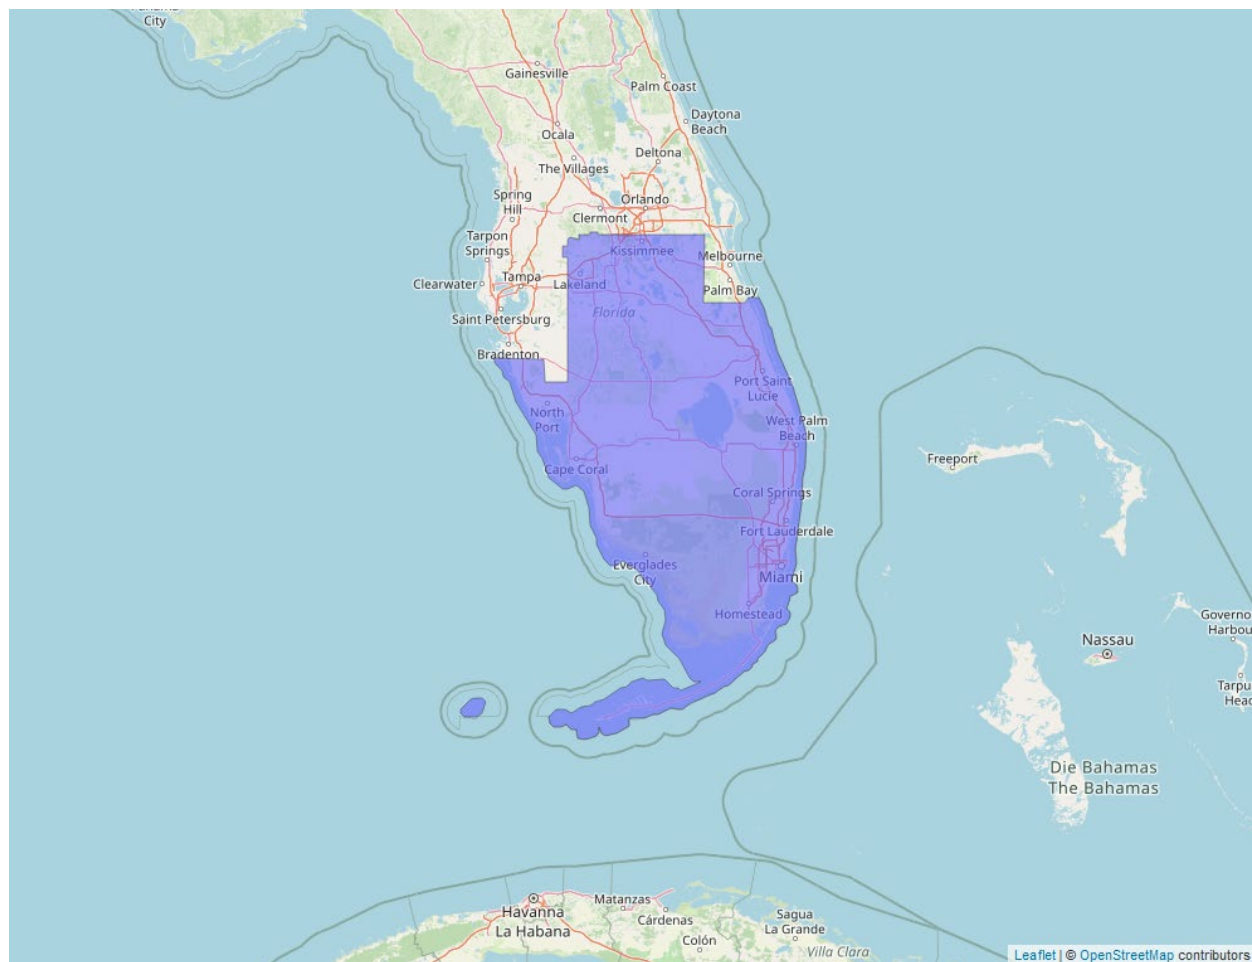 City
Gainesville
Palm Coast
Daytona
Beach
Ocala
Deltona
The Villages
Spring
Hill
Orlando
Clermont
Tarpon
Springs
Kissimmee
Melbourne
Tampa
Clearwater
Lakeland
Palm Bay
Saint Petersburg
Florida
Bradenton
Port Saint
Lucie
North
Port
West Palm
Beach
Cape Coral
Freeport
Coral Springs
Fort Lauderdale
Everglades
City
Miami
Homestead
Governo
Harbou
Nassau
Tarpu
Head
Die Bahamas
The Bahamas
Havanna
La Habana
Matanzas
Cárdenas
Sagua
La Grande
Colón
Villa Clara
Leaflet | © OpenStreetMap contributors